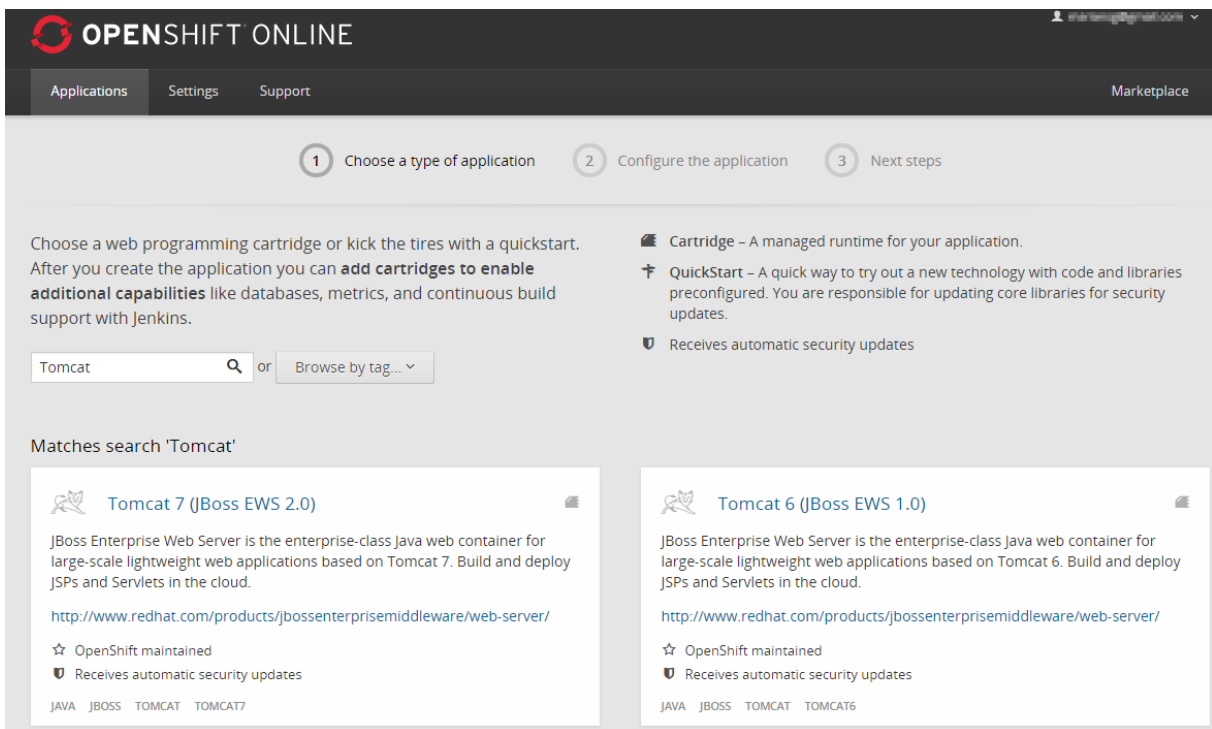 OPENSHIFT ONLINE
Applications Settings Support Marketplace
1 Choose a type of application 2 Configure the application 3 Next steps
Choose a web programming cartridge or kick the tires with a quickstart.
After you create the application you can add cartridges to enable
additional capabilities like databases, metrics, and continuous build
support with Jenkins.
Cartridge – A managed runtime for your application.
QuickStart – A quick way to try out a new technology with code and libraries
preconfigured. You are responsible for updating core libraries for security
updates.
Receives automatic security updates
Tomcat or Browse by tag...
Matches search 'Tomcat'
Tomcat 7 (JBoss EWS 2.0)
JBoss Enterprise Web Server is the enterprise-class Java web container for
large-scale lightweight web applications based on Tomcat 7. Build and deploy
JSPs and Servlets in the cloud.
http://www.redhat.com/products/jbossenterprisemiddleware/web-server/
OpenShift maintained
Receives automatic security updates
JAVA JBOSS TOMCAT TOMCAT7
Tomcat 6 (JBoss EWS 1.0)
JBoss Enterprise Web Server is the enterprise-class Java web container for
large-scale lightweight web applications based on Tomcat 6. Build and deploy
JSPs and Servlets in the cloud.
http://www.redhat.com/products/jbossenterprisemiddleware/web-server/
OpenShift maintained
Receives automatic security updates
JAVA JBOSS TOMCAT TOMCAT6